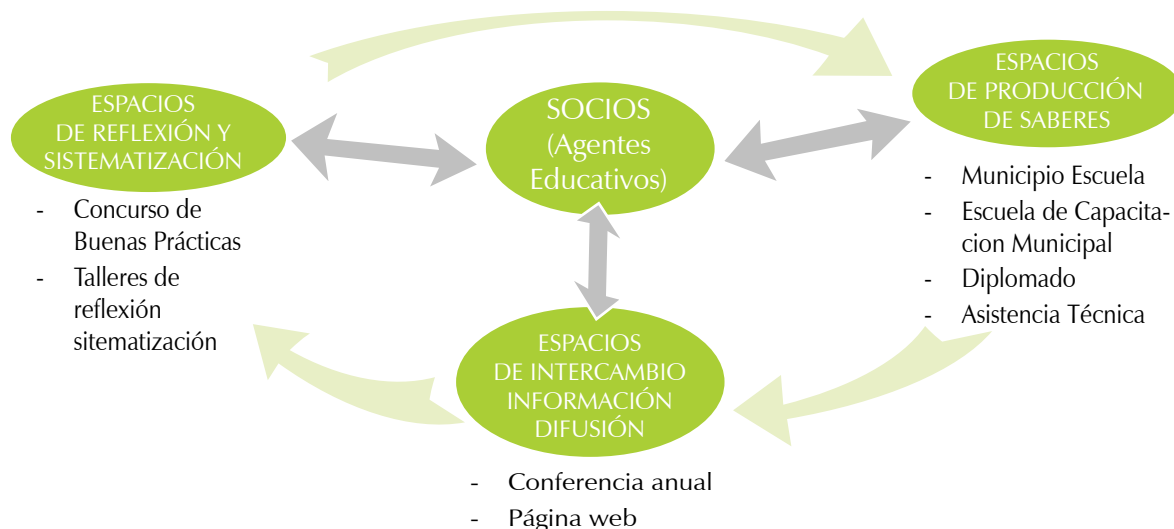 ESPACIOS
DE REFLEXIÓN Y
SISTEMATIZACIÓN
- Concurso de
Buenas Prácticas
- Talleres de
reflexión
sitematización
SOCIOS
(Agentes
Educativos)
ESPACIOS
DE PRODUCCIÓN
DE SABERES
- Municipio Escuela
- Escuela de Capacita-
cion Municipal
- Diplomado
- Asistencia Técnica
ESPACIOS
DE INTERCAMBIO
INFORMACIÓN
DIFUSIÓN
- Conferencia anual
- Página web